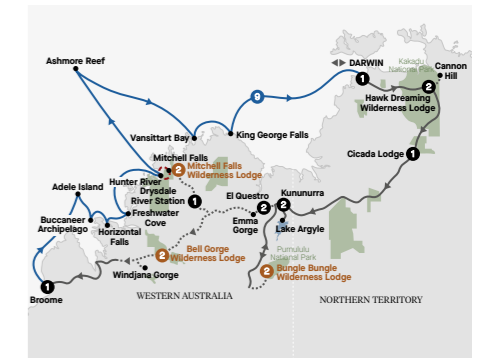 Ashmore Reef
DARWIN
Kakadu
National Park
Cannon
Hill
1
2
9
Hawk Dreaming
Wilderness Lodge
Vansittart Bay
King George Falls
Cicada Lodge
1
Mitchell Falls
2
Mitchell Falls
Wilderness Lodge
Adele Island
Hunter River
Drysdale
River Station
1
El Questro
2
Kununurra
2
Buccaneer
Archipelago
Freshwater
Cove
Horizontal
Falls
Emma
Gorge
Lake Argyle
Bell Gorge
Wilderness Lodge
2
Purnululu
National Park
Windjana Gorge
2
Bungle Bungle
Wilderness Lodge
1
Broome
WESTERN AUSTRALIA
NORTHERN TERRITORY